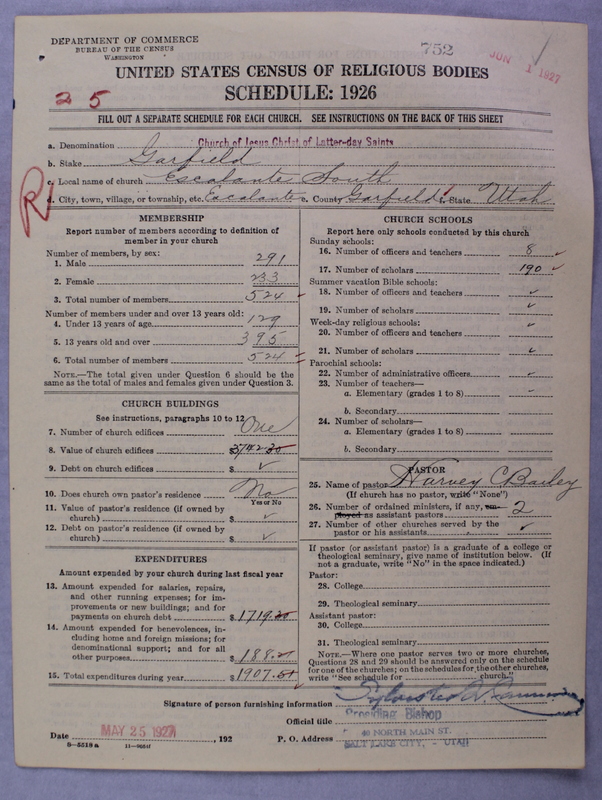 DEPARTMENT OF COMMERCE
BUREAU OF THE CENSUS
WASHINGTON
752
JUN 1 1927
UNITED STATES CENSUS OF RELIGIOUS BODIES
SCHEDULE: 1926
25
FILL OUT A SEPARATE SCHEDULE FOR EACH CHURCH. SEE INSTRUCTIONS ON THE BACK OF THIS SHEET
a. Denomination Church of Jesus Christ of Latter-day Saints
b. Stake Garfield
c. Local name of church Escalante South
R
d. City, town, village, or township, etc. Escalante e. County Garfield f. State Utah
MEMBERSHIP
Report number of members according to definition of
member in your church
Number of members, by sex:
1. Male 291
2. Female 233
3. Total number of members 524
Number of members under and over 13 years old:
4. Under 13 years of age 129
5. 13 years old and over 395
6. Total number of members 524
NOTE.—The total given under Question 6 should be the
same as the total of males and females given under Question 3.
CHURCH BUILDINGS
See instructions, paragraphs 10 to 12
7. Number of church edifices One
8. Value of church edifices
9. Debt on church edifices $ ✓
10. Does church own pastor's residence No
Yes or No
11. Value of pastor's residence (if owned by
church) $ ✓
12. Debt on pastor's residence (if owned by
church) $ ✓
EXPENDITURES
Amount expended by your church during last fiscal year
13. Amount expended for salaries, repairs,
and other running expenses; for im-
provements or new buildings; and for
payments on church debt $ 1719.
14. Amount expended for benevolences, in-
cluding home and foreign missions; for
denominational support; and for all
other purposes $ 188.
15. Total expenditures during year $ 1907.
CHURCH SCHOOLS
Report here only schools conducted by this church
Sunday schools:
16. Number of officers and teachers 8 ✓
17. Number of scholars 190 ✓
Summer vacation Bible schools:
18. Number of officers and teachers ✓
19. Number of scholars ✓
Week-day religious schools:
20. Number of officers and teachers ✓
21. Number of scholars ✓
Parochial schools:
22. Number of administrative officers ✓
23. Number of teachers—
a. Elementary (grades 1 to 8)
b. Secondary
24. Number of scholars—
a. Elementary (grades 1 to 8)
b. Secondary
PASTOR
25. Name of pastor Harvey C Bailey
(If church has no pastor, write "None")
26. Number of ordained ministers, if any, em-
ployed as assistant pastors 2
27. Number of other churches served by the
pastor or his assistants ✓
If pastor (or assistant pastor) is a graduate of a college or
theological seminary, give name of institution below. (If
not a graduate, write "No" in the space indicated.)
Pastor:
28. College
29. Theological seminary
Assistant pastor:
30. College
31. Theological seminary
NOTE.—Where one pastor serves two or more churches,
Questions 28 and 29 should be answered only on the schedule
for one of the churches; on the schedules for the other churches,
write "See schedule for church."
Signature of person furnishing information Sylvester Q. Cannon
Official title Presiding Bishop
Date MAY 25 1927, 192
P. O. Address 40 NORTH MAIN ST.
SALT LAKE CITY, - UTAH